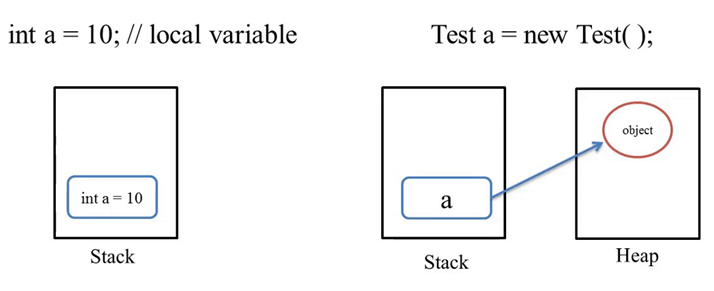 int a = 10; // local variable
Test a = new Test( );
int a = 10
Stack
a
Stack
object
Heap